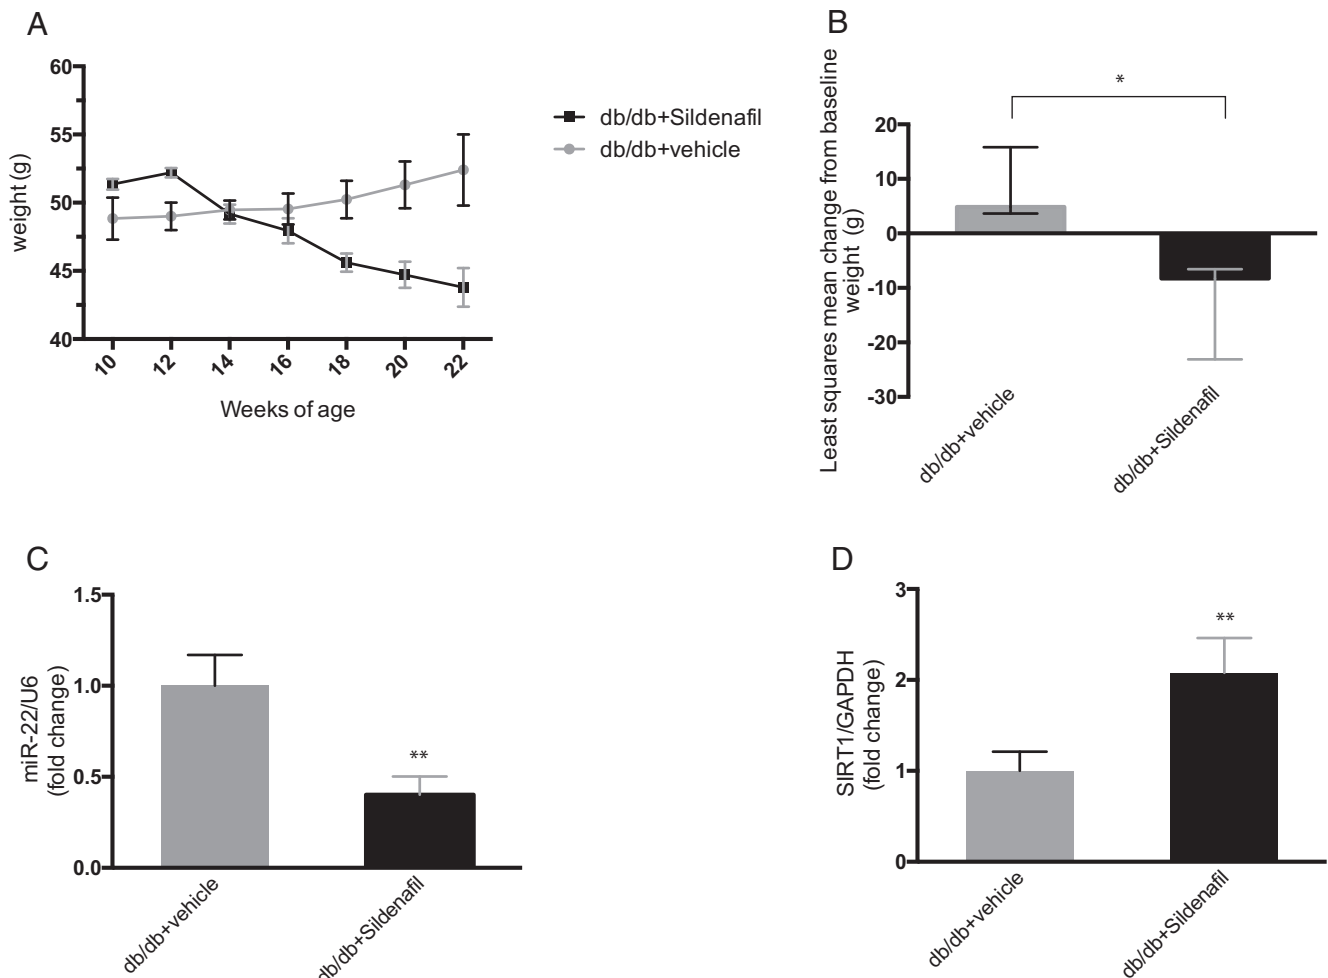 A
60
55
50
45
40
weight (g)
10
12
14
16
18
20
22
Weeks of age
db/db+Sildenafil
db/db+vehicle
B
*
20
10
0
-10
-20
-30
Least squares mean change from baseline
weight (g)
db/db+vehicle
db/db+Sildenafil
C
1.5
1.0
0.5
0.0
miR-22/U6
(fold change)
**
db/db+vehicle
db/db+Sildenafil
D
3
2
1
0
SIRT1/GAPDH
(fold change)
**
db/db+vehicle
db/db+Sildenafil